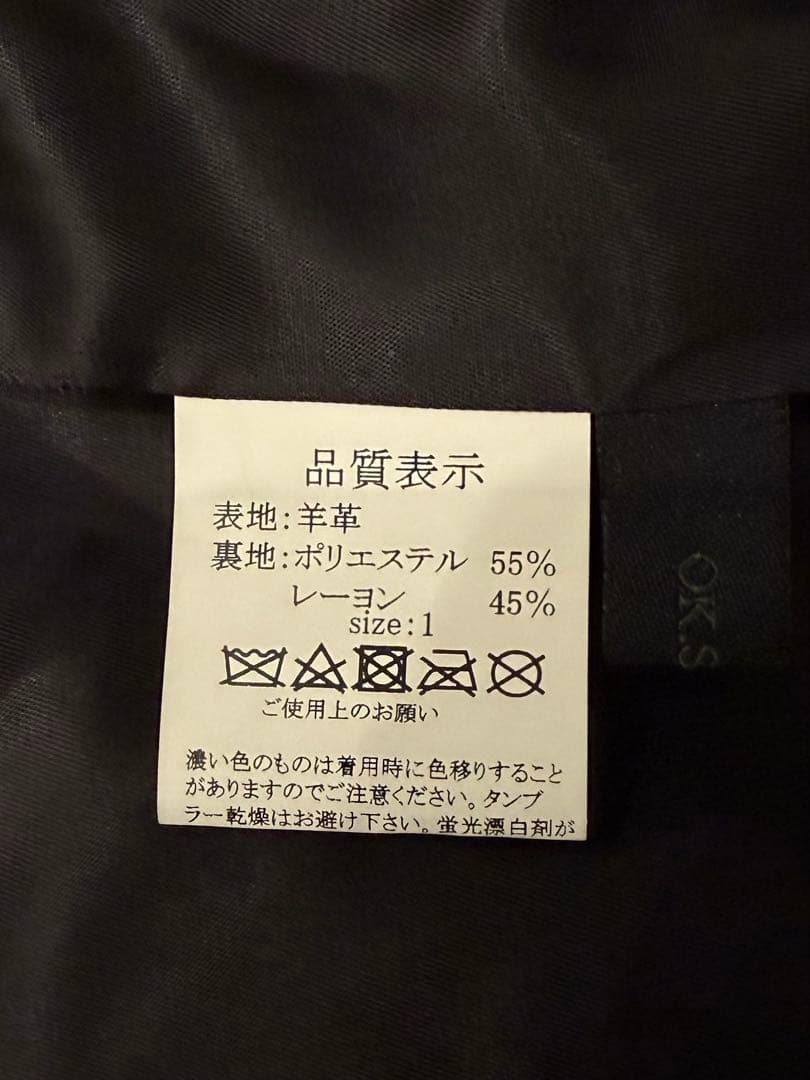 品質表示
表地:羊革
裏地:ポリエステル 55%
レーヨン 45%
size:1
ご使用上のお願い
濃い色のものは着用時に色移りすること
がありますのでご注意ください。タンブ
ラー乾燥はお避け下さい。蛍光漂白剤が
OK.S